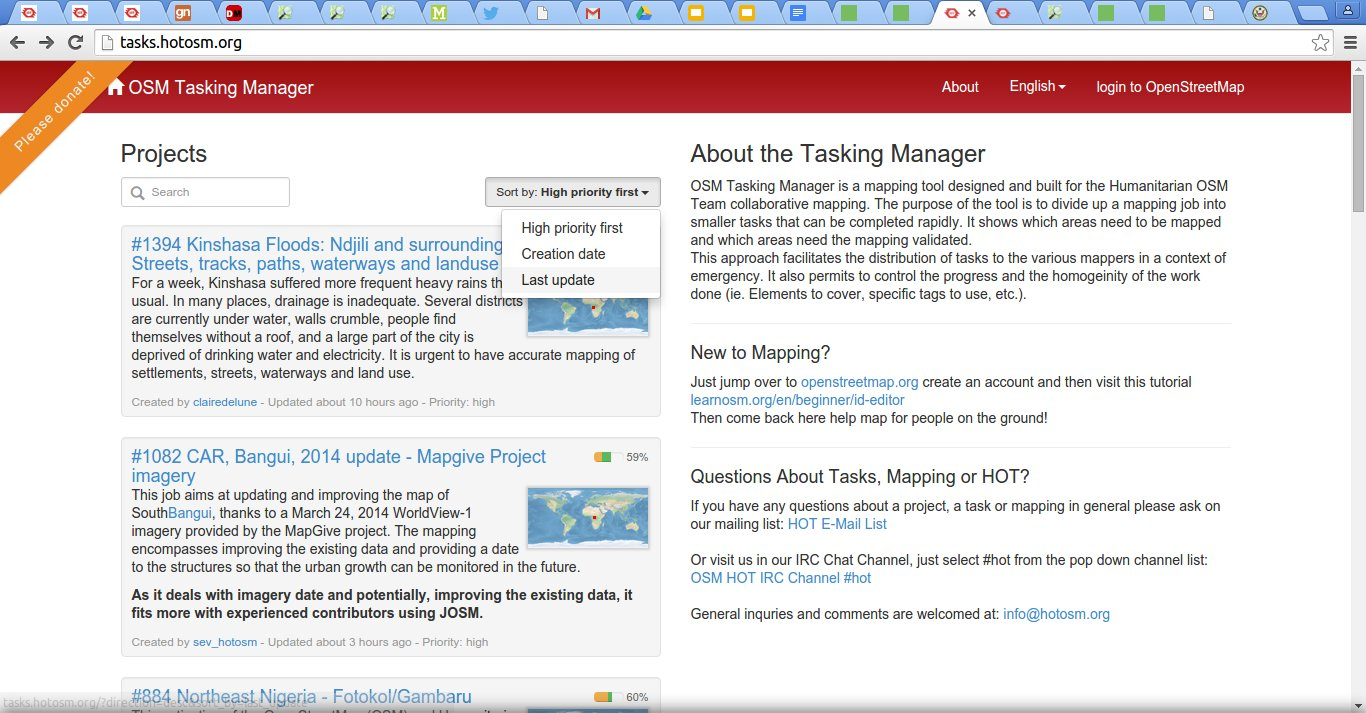 tasks.hotosm.org
Please donate!
OSM Tasking Manager
About
English
login to OpenStreetMap
Projects
Search
Sort by: High priority first
High priority first
Creation date
Last update
#1394 Kinshasa Floods: Ndjili and surrounding
Streets, tracks, paths, waterways and landuse
For a week, Kinshasa suffered more frequent heavy rains th
usual. In many places, drainage is inadequate. Several districts
are currently under water, walls crumble, people find
themselves without a roof, and a large part of the city is
deprived of drinking water and electricity. It is urgent to have accurate mapping of
settlements, streets, waterways and land use.
Created by clairedelune - Updated about 10 hours ago - Priority: high
#1082 CAR, Bangui, 2014 update - Mapgive Project
imagery
59%
This job aims at updating and improving the map of
SouthBangui, thanks to a March 24, 2014 WorldView-1
imagery provided by the MapGive project. The mapping
encompasses improving the existing data and providing a date
to the structures so that the urban growth can be monitored in the future.
As it deals with imagery date and potentially, improving the existing data, it
fits more with experienced contributors using JOSM.
Created by sev_hotosm - Updated about 3 hours ago - Priority: high
#884 Northeast Nigeria - Fotokol/Gambaru
60%
About the Tasking Manager
OSM Tasking Manager is a mapping tool designed and built for the Humanitarian OSM
Team collaborative mapping. The purpose of the tool is to divide up a mapping job into
smaller tasks that can be completed rapidly. It shows which areas need to be mapped
and which areas need the mapping validated.
This approach facilitates the distribution of tasks to the various mappers in a context of
emergency. It also permits to control the progress and the homogeinity of the work
done (ie. Elements to cover, specific tags to use, etc.).
New to Mapping?
Just jump over to openstreetmap.org create an account and then visit this tutorial
learnosm.org/en/beginner/id-editor
Then come back here help map for people on the ground!
Questions About Tasks, Mapping or HOT?
If you have any questions about a project, a task or mapping in general please ask on
our mailing list: HOT E-Mail List
Or visit us in our IRC Chat Channel, just select #hot from the pop down channel list:
OSM HOT IRC Channel #hot
General inquries and comments are welcomed at: info@hotosm.org